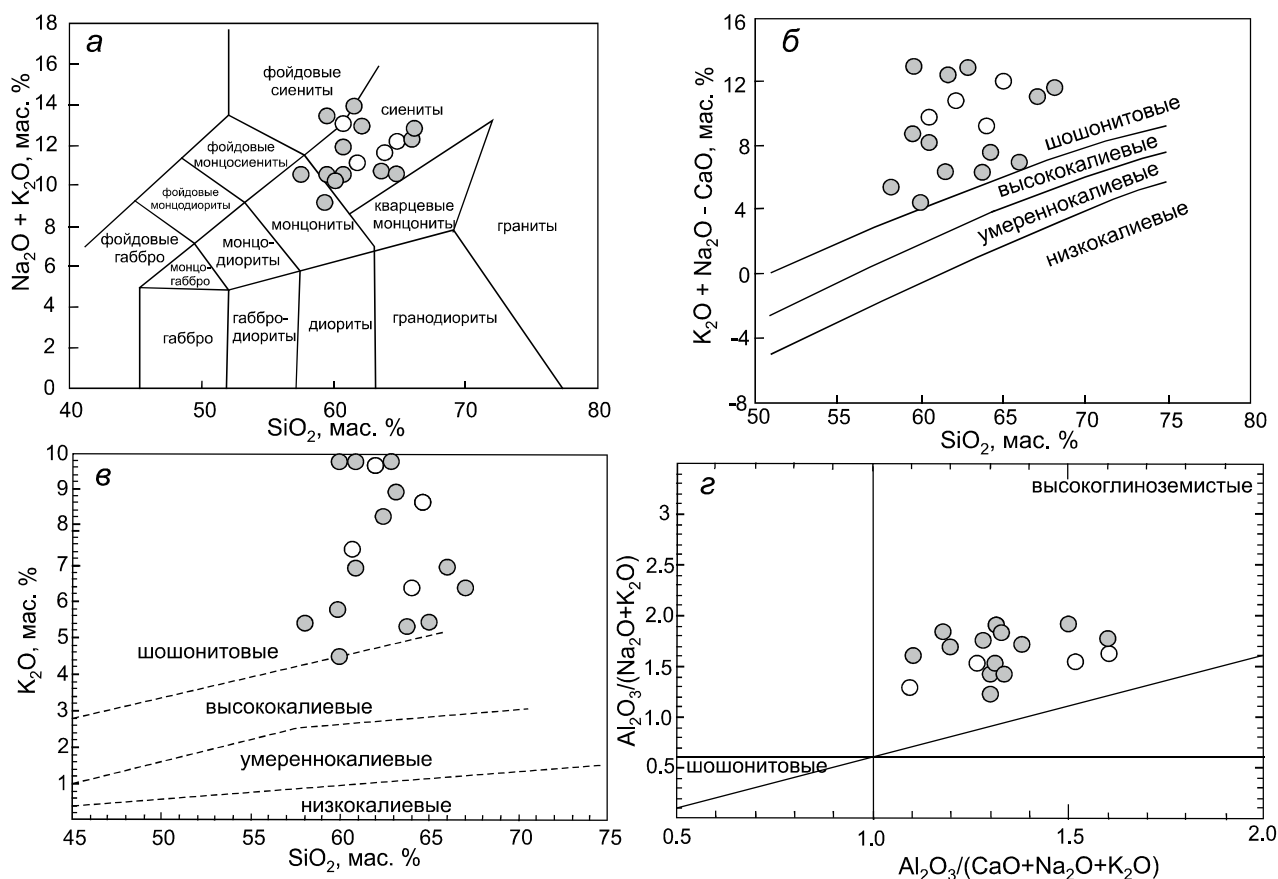 а
Na₂O + K₂O, мас. %
18
16
14
12
10
8
6
4
2
0
фойдовые
сиениты
сиениты
фойдовые
монцосиениты
фойдовые
монцодиориты
фойдовые
габбро
монцо-
габбро
монцо-
диориты
монцониты
кварцевые
монцониты
граниты
габбро
габбро-
диориты
диориты
гранодиориты
40
50
60
70
80
SiO₂, мас. %
б
K₂O + Na₂O - CaO, мас. %
16
12
8
4
0
-4
-8
шошонитовые
высококалиевые
умереннокалиевые
низкокалиевые
50
55
60
65
70
75
80
SiO₂, мас. %
в
K₂O, мас. %
10
9
8
7
6
5
4
3
2
1
шошонитовые
высококалиевые
умереннокалиевые
низкокалиевые
45
50
55
60
65
70
75
SiO₂, мас. %
г
Al₂O₃/(Na₂O+K₂O)
3
2.0
1.5
1.0
0.5
высокоглиноземистые
шошонитовые
0.5
1.0
1.5
2.0
Al₂O₃/(CaO+Na₂O+K₂O)